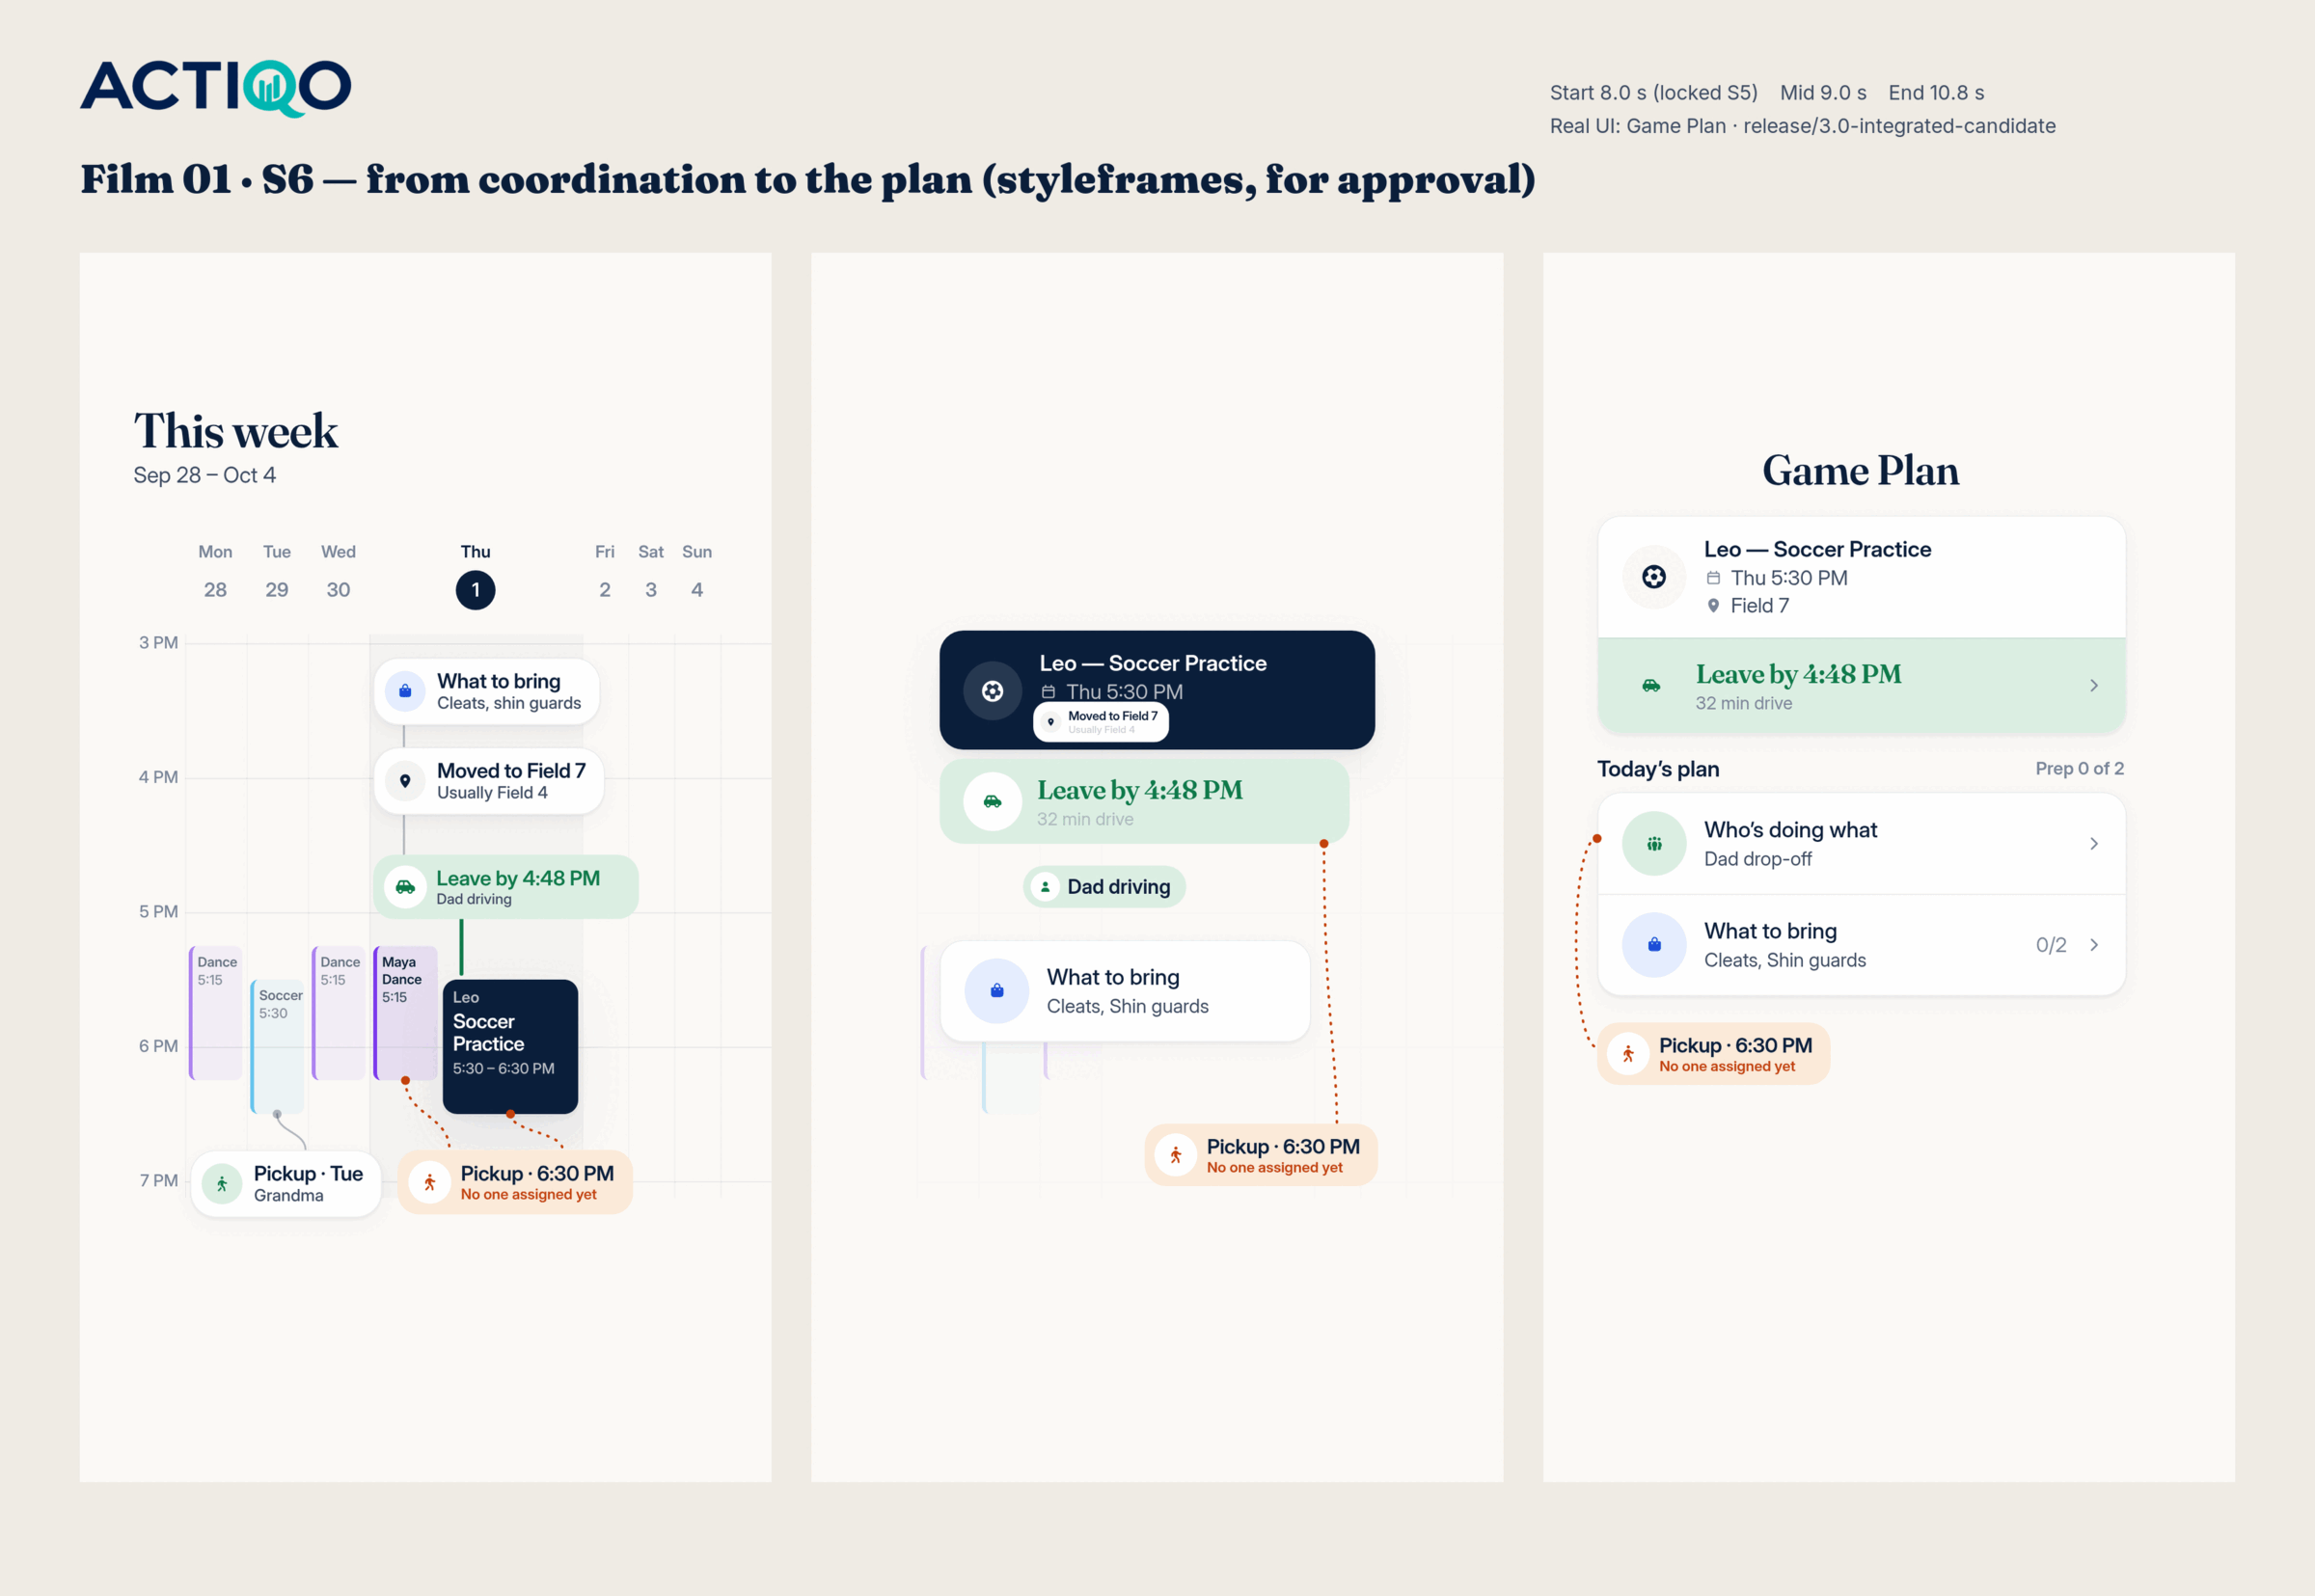 ACTIQO
Start 8.0 s (locked S5) Mid 9.0 s End 10.8 s
Real UI: Game Plan · release/3.0-integrated-candidate
Film 01 · S6 — from coordination to the plan (styleframes, for approval)
This week
Sep 28 – Oct 4
Mon Tue Wed Thu Fri Sat Sun
28 29 30 1 2 3 4
3 PM
What to bring
Cleats, shin guards
4 PM
Moved to Field 7
Usually Field 4
Leave by 4:48 PM
Dad driving
5 PM
Dance
5:15
Soccer
5:30
Dance
5:15
Maya
Dance
5:15
Leo
Soccer
Practice
5:30 – 6:30 PM
6 PM
7 PM
Pickup · Tue
Grandma
Pickup · 6:30 PM
No one assigned yet
Leo — Soccer Practice
Thu 5:30 PM
Moved to Field 7
Usually Field 4
Leave by 4:48 PM
32 min drive
Dad driving
What to bring
Cleats, Shin guards
Pickup · 6:30 PM
No one assigned yet
Game Plan
Leo — Soccer Practice
Thu 5:30 PM
Field 7
Leave by 4:48 PM
32 min drive
Today’s plan Prep 0 of 2
Who’s doing what
Dad drop-off
What to bring 0/2
Cleats, Shin guards
Pickup · 6:30 PM
No one assigned yet